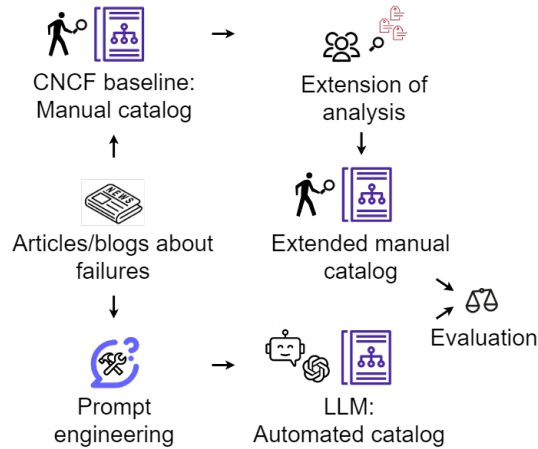 CNCF baseline:
Manual catalog
Extension of
analysis
NEWS
Articles/blogs about
failures
Extended manual
catalog
Evaluation
Prompt
engineering
LLM:
Automated catalog